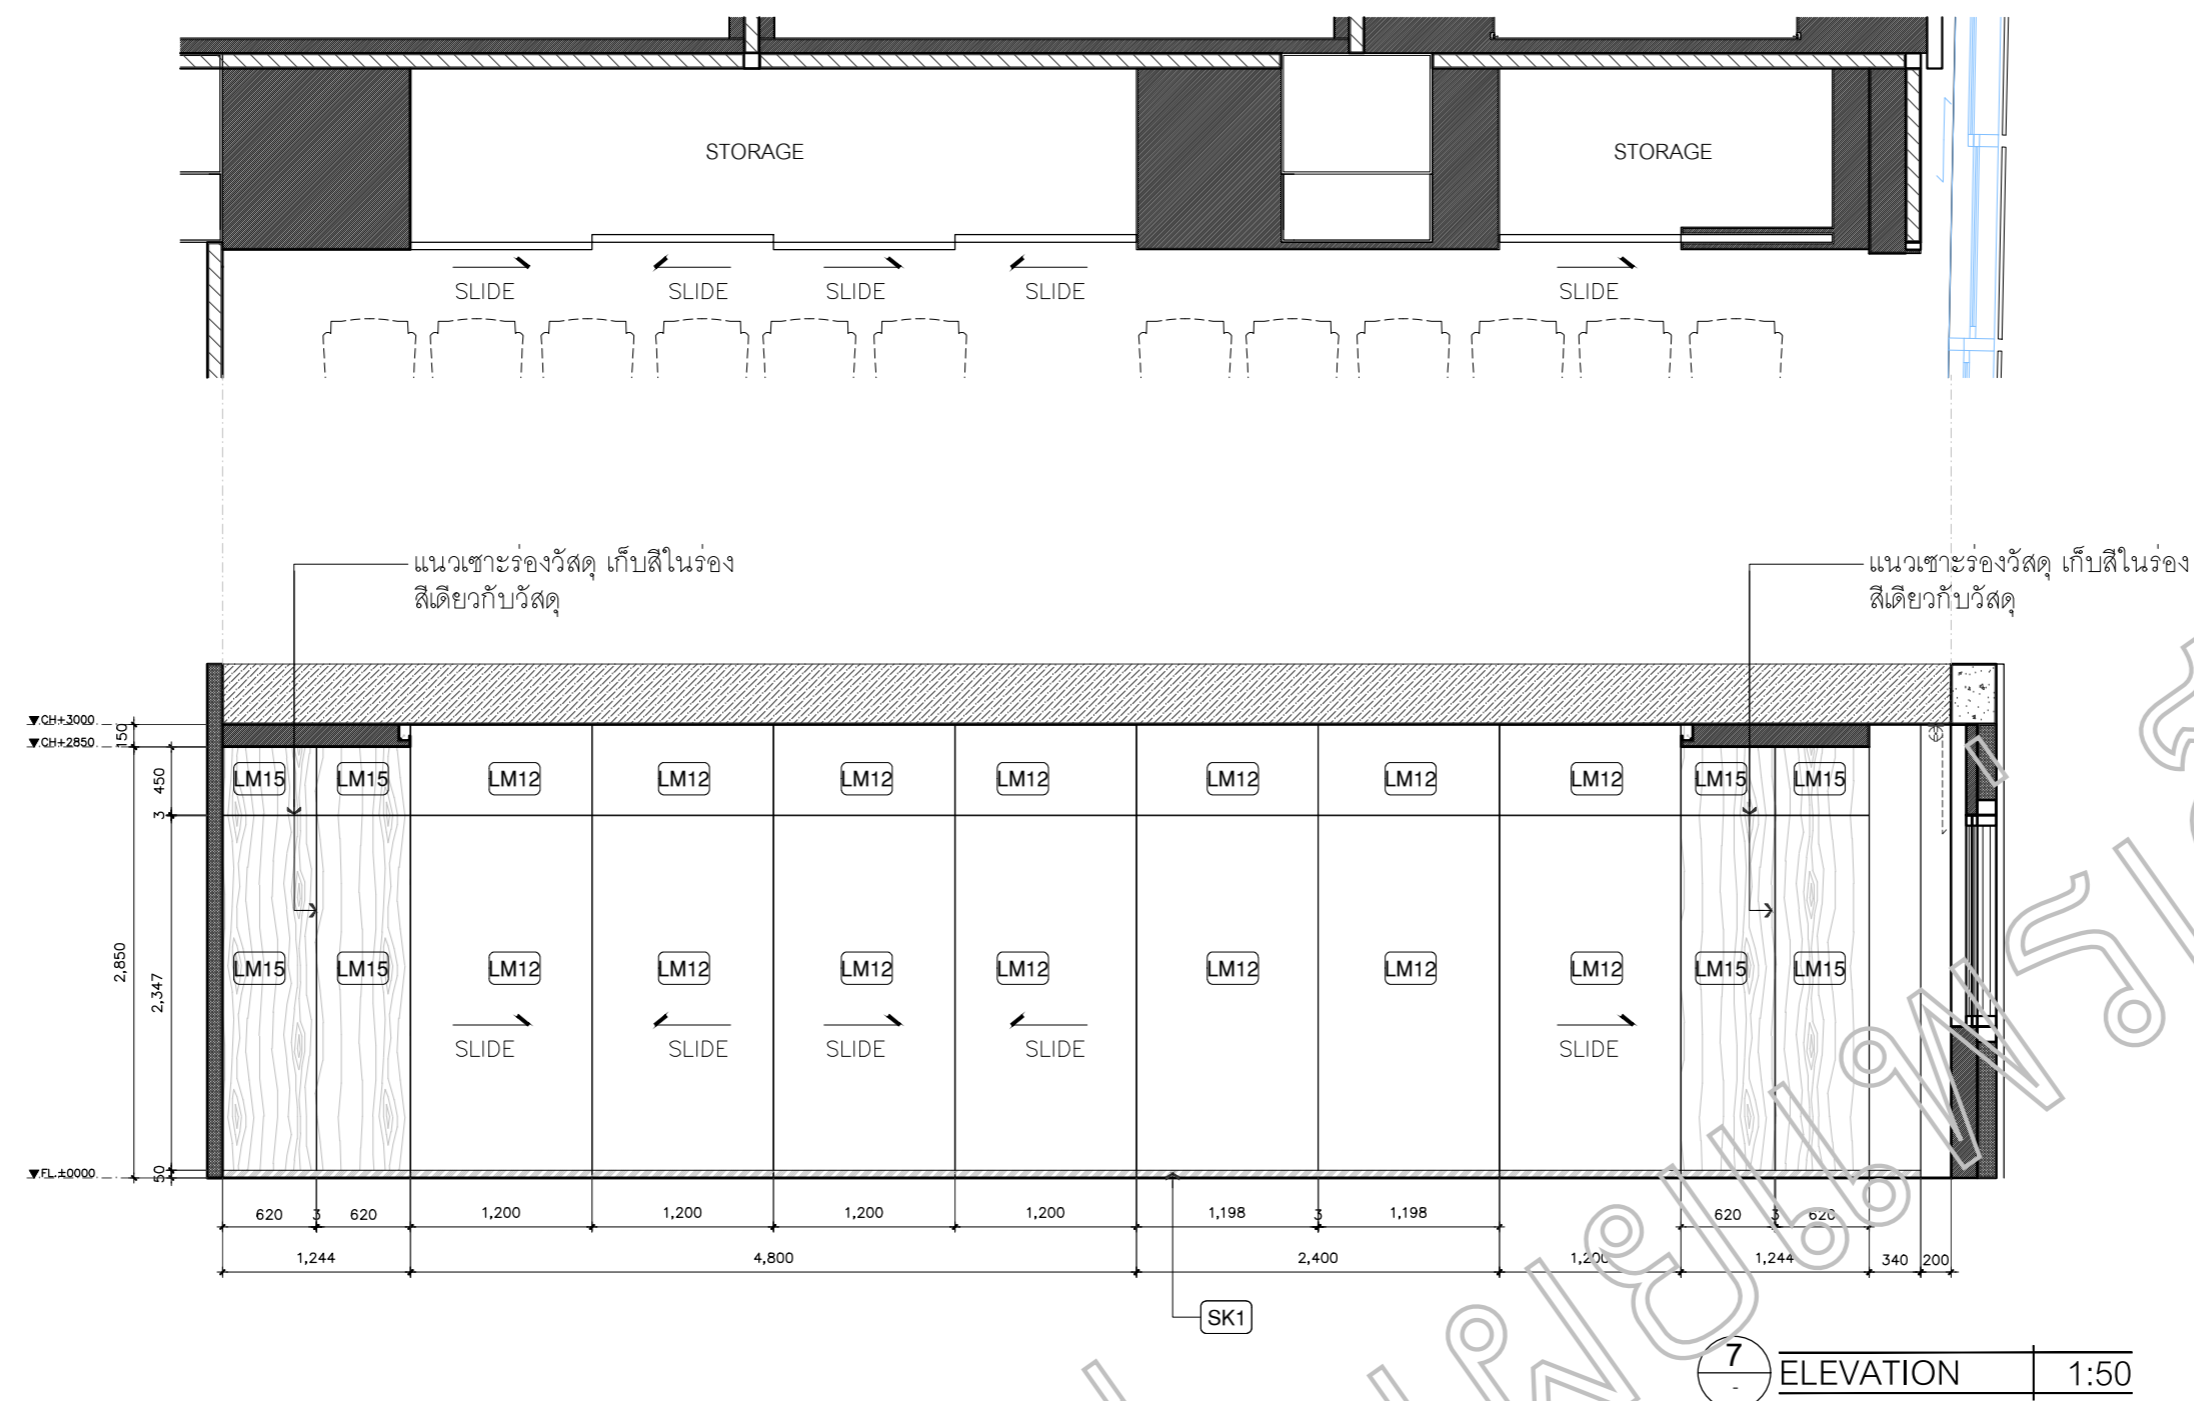 STORAGE
STORAGE
SLIDE
SLIDE
SLIDE
SLIDE
SLIDE
แนวเซาะร่องวัสดุ เก็บสีในร่อง
สีเดียวกับวัสดุ
แนวเซาะร่องวัสดุ เก็บสีในร่อง
สีเดียวกับวัสดุ
CH+3000
150
CH+2850
450
3
2,850
2,347
50
FL.±0000
LM15 LM15 LM12 LM12 LM12 LM12 LM12 LM12 LM12 LM15 LM15
LM15 LM15 LM12 LM12 LM12 LM12 LM12 LM12 LM12 LM15 LM15
SLIDE
SLIDE
SLIDE
SLIDE
SLIDE
620 3 620 1,200 1,200 1,200 1,200 1,198 3 1,198 620 3 620
1,244 4,800 2,400 1,200 1,244 340 200
SK1
7
-
ELEVATION 1:50